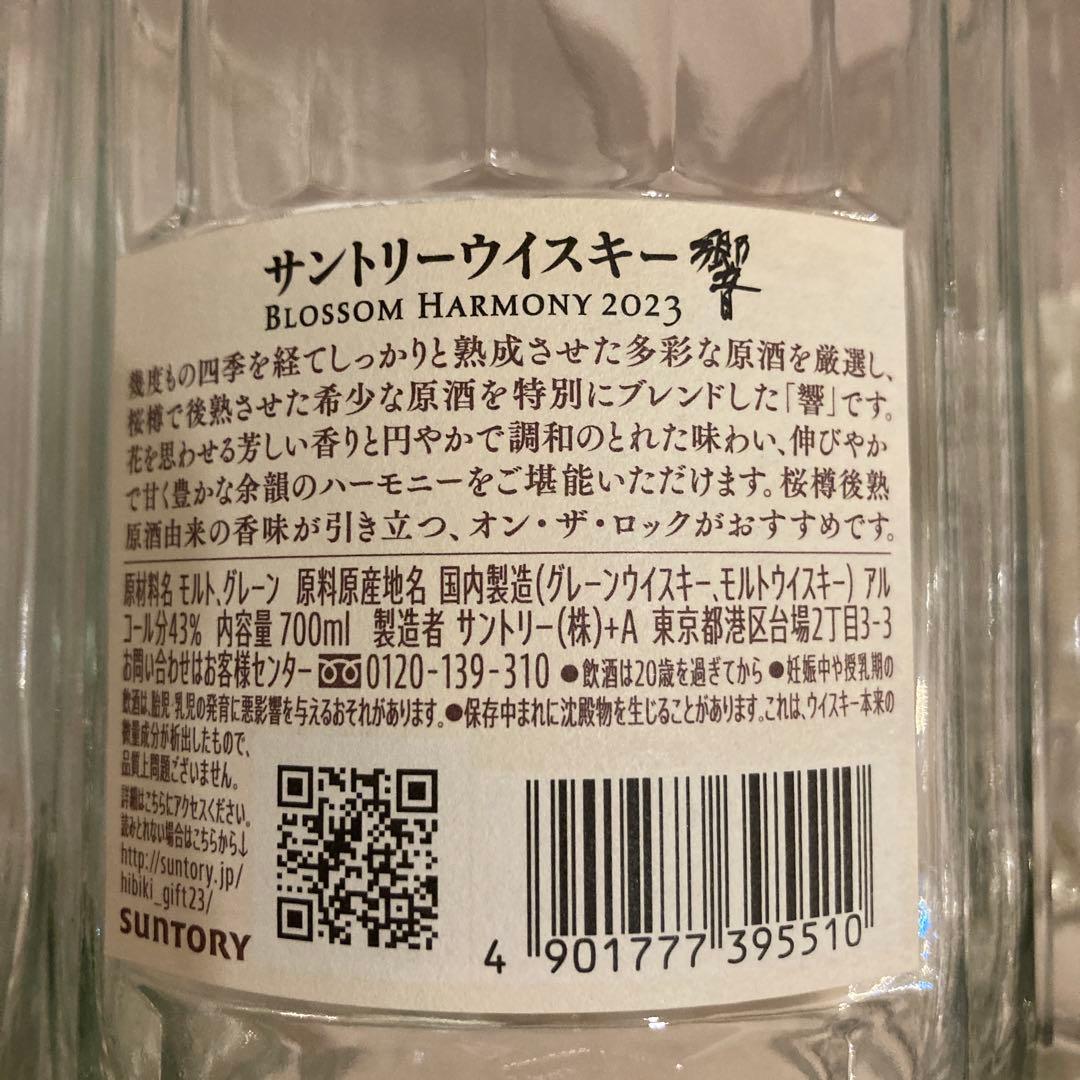 サントリーウイスキー 響
BLOSSOM HARMONY 2023
幾度もの四季を経てしっかりと熟成させた多彩な原酒を厳選し、
桜樽で後熟させた希少な原酒を特別にブレンドした「響」です。
花を思わせる芳しい香りと円やかで調和のとれた味わい、伸びやか
で甘く豊かな余韻のハーモニーをご堪能いただけます。桜樽後熟
原酒由来の香味が引き立つ、オン・ザ・ロックがおすすめです。
原材料名 モルト、グレーン 原料原産地名 国内製造(グレーンウイスキー、モルトウイスキー) アル
コール分43% 内容量 700ml 製造者 サントリー(株)+A 東京都港区台場2丁目3-3
お問い合わせはお客様センター 0120-139-310 ●飲酒は20歳を過ぎてから ●妊娠中や授乳期の
飲酒は、胎児・乳児の発育に悪影響を与えるおそれがあります。●保存中まれに沈殿物を生じることがあります。これは、ウイスキー本来の
微量成分が析出したもので、
品質上問題ございません。
詳細はこちらにアクセスください。
読みとれない場合はこちらから↓
http://suntory.jp/
hibiki_gift23/
SUNTORY
4 901777 395510